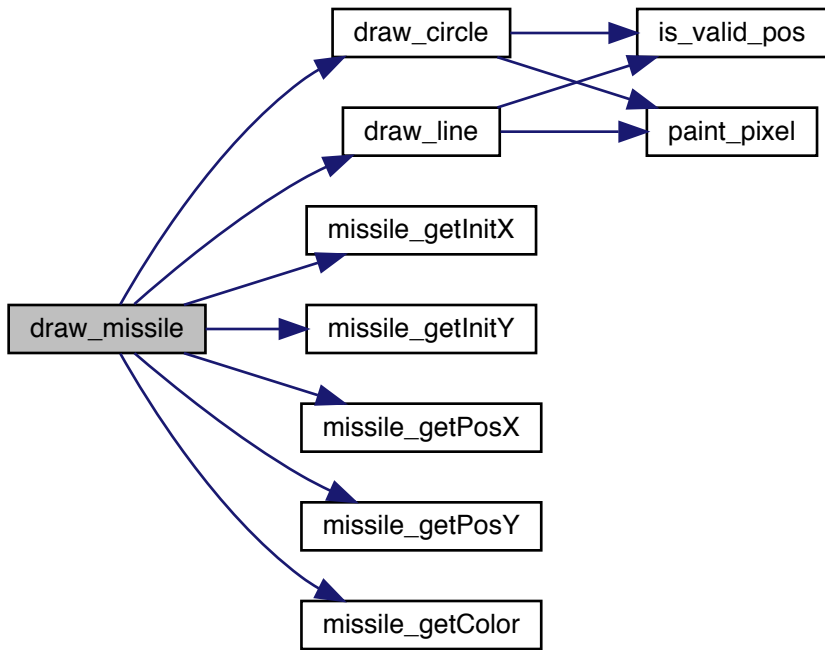 draw_circle
is_valid_pos
draw_line
paint_pixel
missile_getInitX
draw_missile
missile_getInitY
missile_getPosX
missile_getPosY
missile_getColor